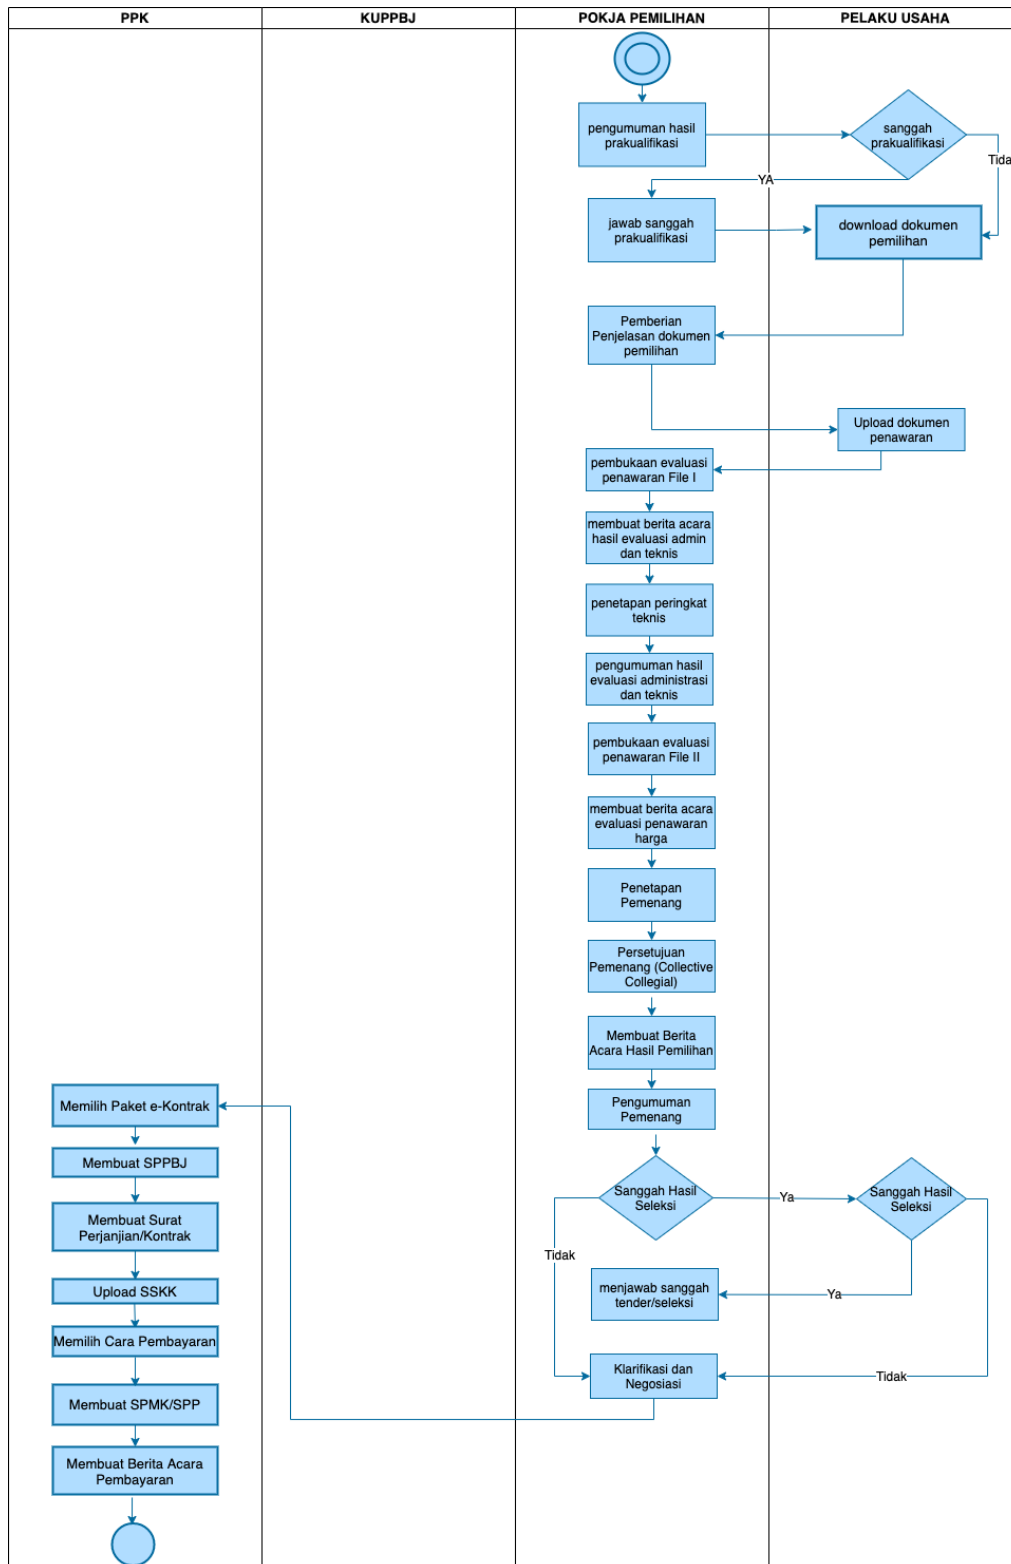 PPK
KUPPBJ
POKJA PEMILIHAN
PELAKU USAHA
pengumuman hasil
prakualifikasi
sanggah
prakualifikasi
Tida
YA
jawab sanggah
prakualifikasi
download dokumen
pemilihan
Pemberian
Penjelasan dokumen
pemilihan
Upload dokumen
penawaran
pembukaan evaluasi
penawaran File I
membuat berita acara
hasil evaluasi admin
dan teknis
penetapan peringkat
teknis
pengumuman hasil
evaluasi administrasi
dan teknis
pembukaan evaluasi
penawaran File II
membuat berita acara
evaluasi penawaran
harga
Penetapan
Pemenang
Persetujuan
Pemenang (Collective
Collegial)
Membuat Berita
Acara Hasil Pemilihan
Pengumuman
Pemenang
Sanggah Hasil
Seleksi
Ya
Sanggah Hasil
Seleksi
Tidak
menjawab sanggah
tender/seleksi
Ya
Klarifikasi dan
Negosiasi
Tidak
Memilih Paket e-Kontrak
Membuat SPPBJ
Membuat Surat
Perjanjian/Kontrak
Upload SSKK
Memilih Cara Pembayaran
Membuat SPMK/SPP
Membuat Berita Acara
Pembayaran